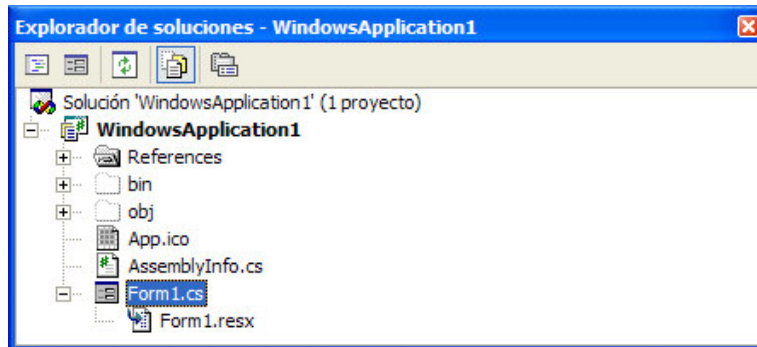 Explorador de soluciones - WindowsApplication1
Solución 'WindowsApplication1' (1 proyecto)
WindowsApplication1
References
bin
obj
App.ico
AssemblyInfo.cs
Form1.cs
Form1.resx